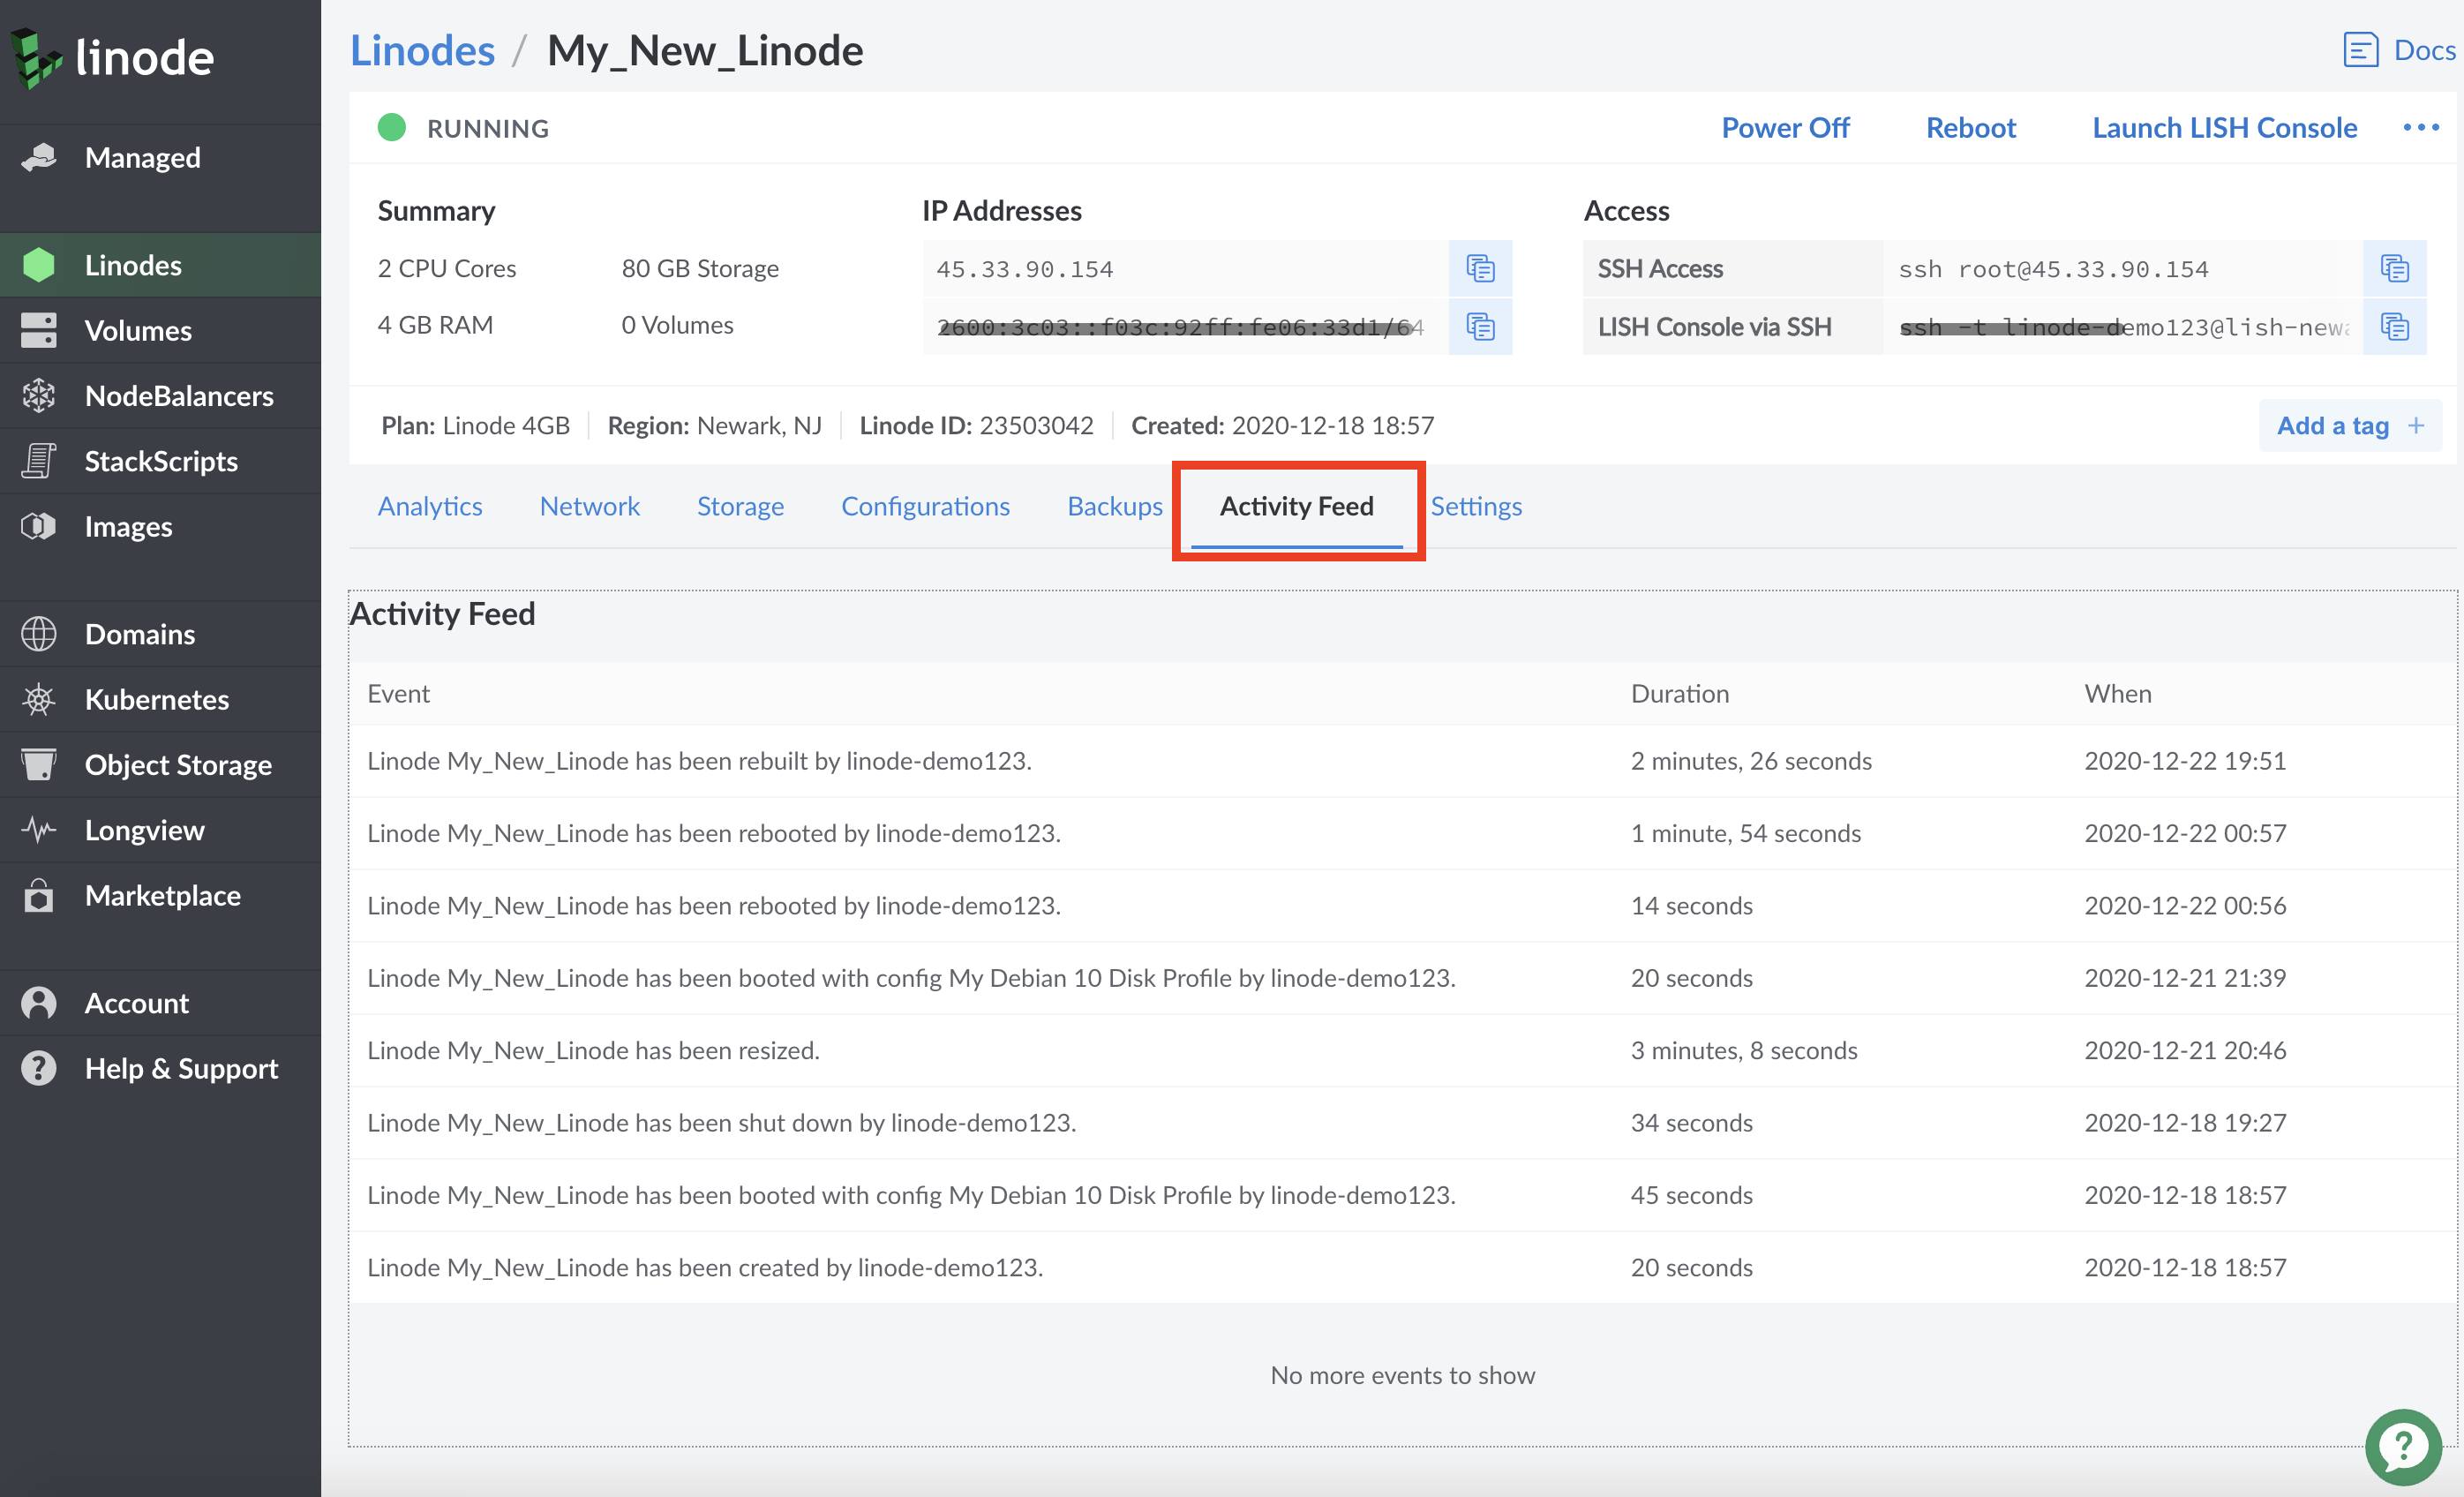 linode
Managed
Linodes
Volumes
NodeBalancers
StackScripts
Images
Domains
Kubernetes
Object Storage
Longview
Marketplace
Account
Help & Support
Linodes / My_New_Linode
Docs
RUNNING
Power Off Reboot Launch LISH Console
Summary IP Addresses Access
2 CPU Cores 80 GB Storage 45.33.90.154 SSH Access ssh root@45.33.90.154
4 GB RAM 0 Volumes 2600:3c03::f03c:92ff:fe06:33d1/64 LISH Console via SSH ssh -t linode-demo123@lish-newa
Plan: Linode 4GB Region: Newark, NJ Linode ID: 23503042 Created: 2020-12-18 18:57 Add a tag +
Analytics Network Storage Configurations Backups Activity Feed Settings
Activity Feed
Event Duration When
Linode My_New_Linode has been rebuilt by linode-demo123. 2 minutes, 26 seconds 2020-12-22 19:51
Linode My_New_Linode has been rebooted by linode-demo123. 1 minute, 54 seconds 2020-12-22 00:57
Linode My_New_Linode has been rebooted by linode-demo123. 14 seconds 2020-12-22 00:56
Linode My_New_Linode has been booted with config My Debian 10 Disk Profile by linode-demo123. 20 seconds 2020-12-21 21:39
Linode My_New_Linode has been resized. 3 minutes, 8 seconds 2020-12-21 20:46
Linode My_New_Linode has been shut down by linode-demo123. 34 seconds 2020-12-18 19:27
Linode My_New_Linode has been booted with config My Debian 10 Disk Profile by linode-demo123. 45 seconds 2020-12-18 18:57
Linode My_New_Linode has been created by linode-demo123. 20 seconds 2020-12-18 18:57
No more events to show